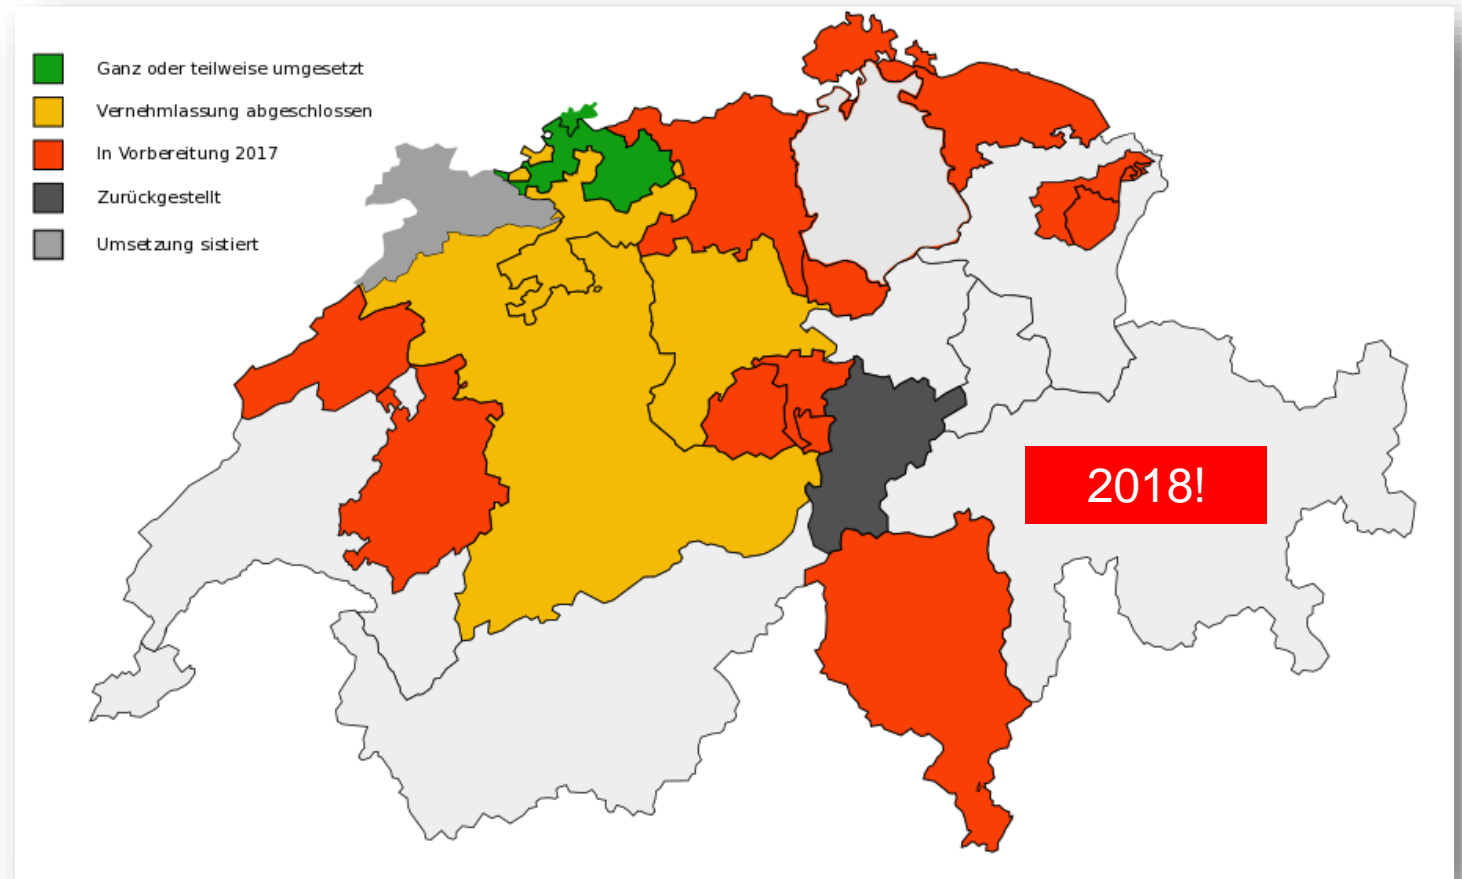 Ganz oder teilweise umgesetzt
Vernehmlassung abgeschlossen
In Vorbereitung 2017
Zurückgestellt
Umsetzung sistiert
2018!